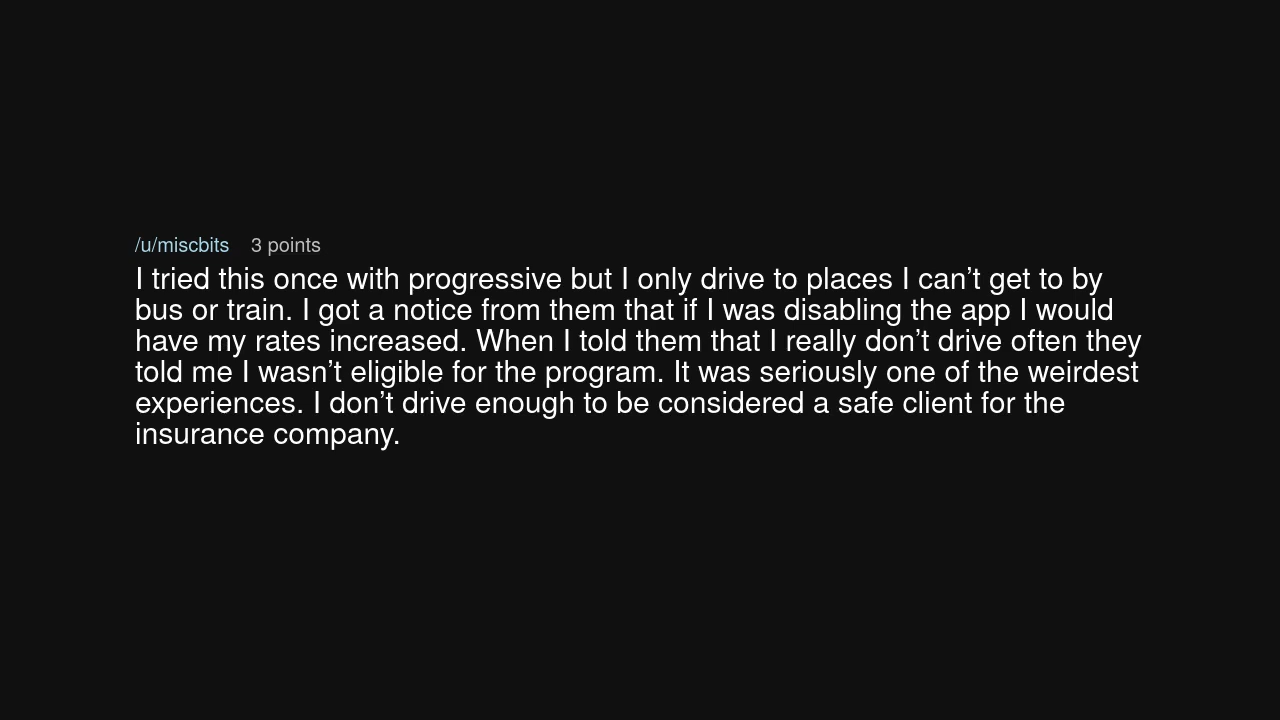 /u/miscbits 3 points
I tried this once with progressive but I only drive to places I can’t get to by
bus or train. I got a notice from them that if I was disabling the app I would
have my rates increased. When I told them that I really don’t drive often they
told me I wasn’t eligible for the program. It was seriously one of the weirdest
experiences. I don’t drive enough to be considered a safe client for the
insurance company.